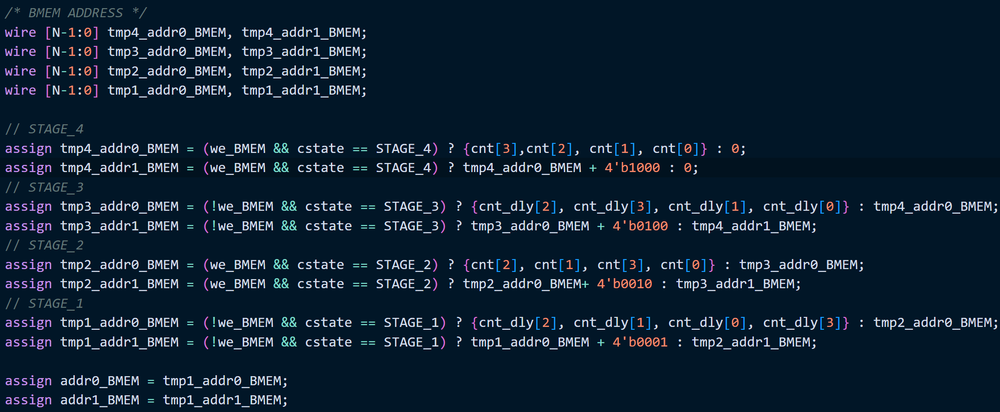 /* BMEM ADDRESS */
wire [N-1:0] tmp4_addr0_BMEM, tmp4_addr1_BMEM;
wire [N-1:0] tmp3_addr0_BMEM, tmp3_addr1_BMEM;
wire [N-1:0] tmp2_addr0_BMEM, tmp2_addr1_BMEM;
wire [N-1:0] tmp1_addr0_BMEM, tmp1_addr1_BMEM;
// STAGE_4
assign tmp4_addr0_BMEM = (we_BMEM && cstate == STAGE_4) ? {cnt[3],cnt[2], cnt[1], cnt[0]} : 0;
assign tmp4_addr1_BMEM = (we_BMEM && cstate == STAGE_4) ? tmp4_addr0_BMEM + 4'b1000 : 0;
// STAGE_3
assign tmp3_addr0_BMEM = (!we_BMEM && cstate == STAGE_3) ? {cnt_dly[2], cnt_dly[3], cnt_dly[1], cnt_dly[0]} : tmp4_addr0_BMEM;
assign tmp3_addr1_BMEM = (!we_BMEM && cstate == STAGE_3) ? tmp3_addr0_BMEM + 4'b0100 : tmp4_addr1_BMEM;
// STAGE_2
assign tmp2_addr0_BMEM = (we_BMEM && cstate == STAGE_2) ? {cnt[2], cnt[1], cnt[3], cnt[0]} : tmp3_addr0_BMEM;
assign tmp2_addr1_BMEM = (we_BMEM && cstate == STAGE_2) ? tmp2_addr0_BMEM+ 4'b0010 : tmp3_addr1_BMEM;
// STAGE_1
assign tmp1_addr0_BMEM = (!we_BMEM && cstate == STAGE_1) ? {cnt_dly[2], cnt_dly[1], cnt_dly[0], cnt_dly[3]} : tmp2_addr0_BMEM;
assign tmp1_addr1_BMEM = (!we_BMEM && cstate == STAGE_1) ? tmp1_addr0_BMEM + 4'b0001 : tmp2_addr1_BMEM;
assign addr0_BMEM = tmp1_addr0_BMEM;
assign addr1_BMEM = tmp1_addr1_BMEM;